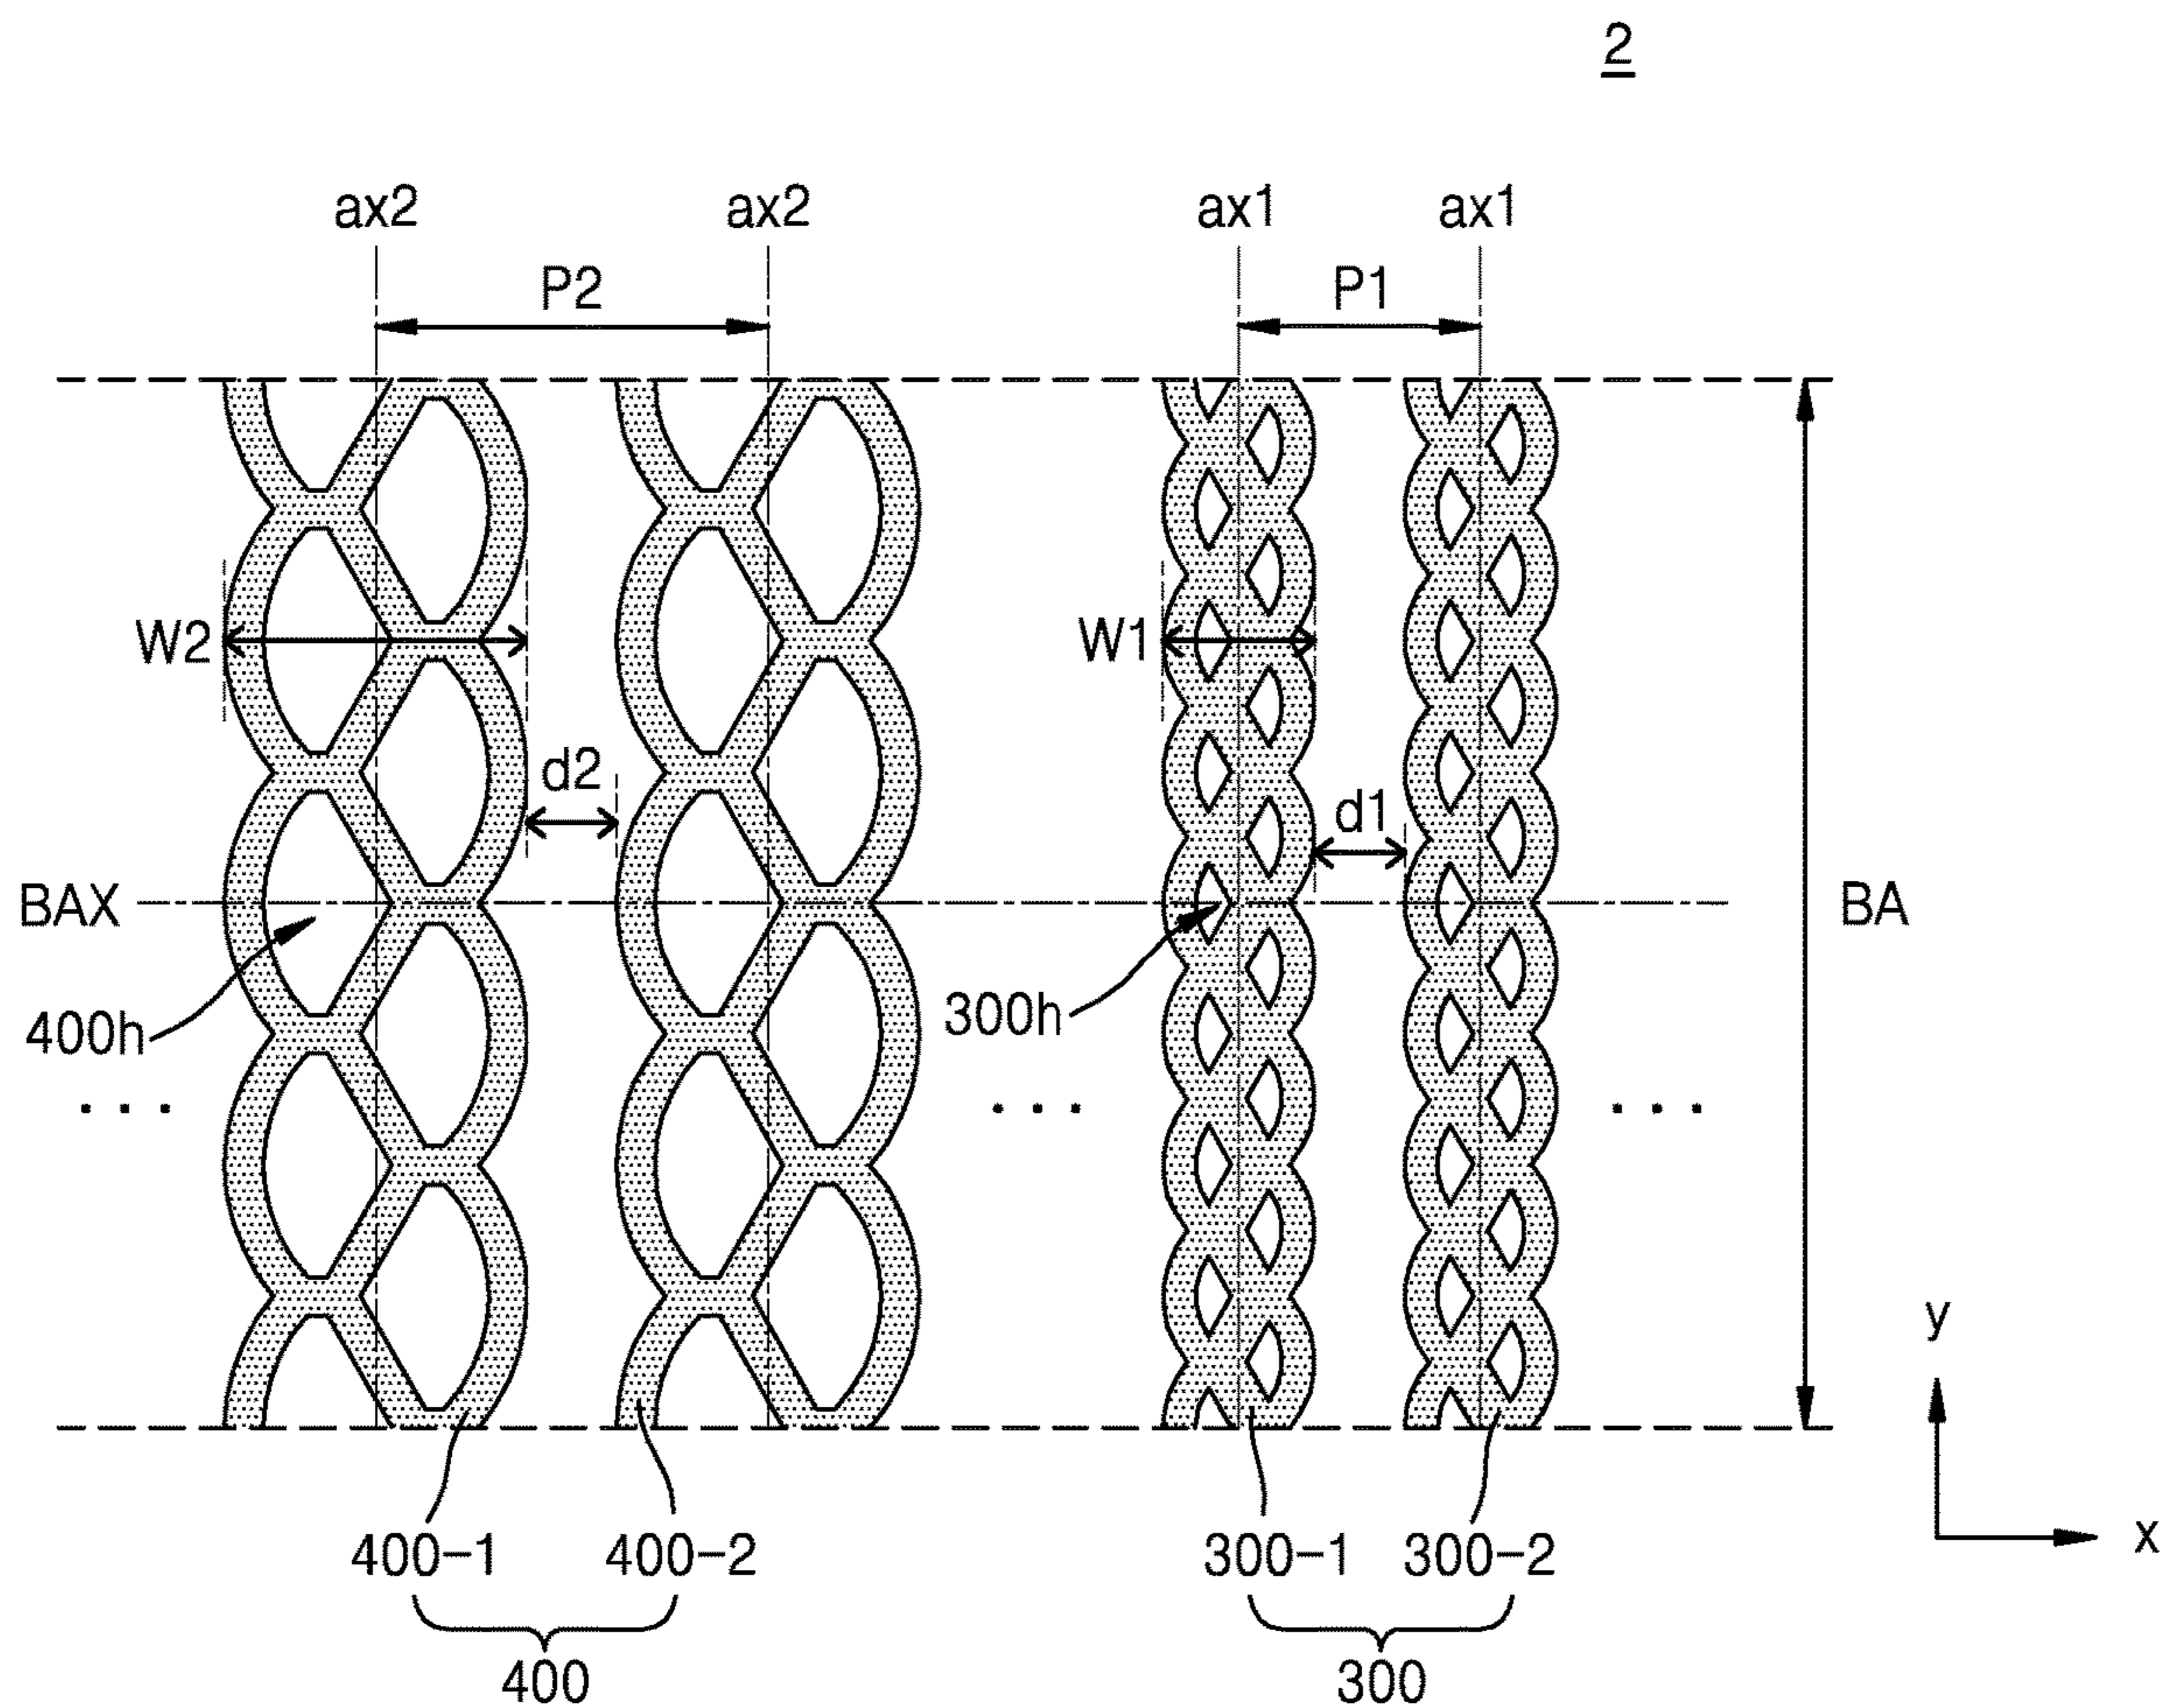 2
ax2 ax2 ax1 ax1
P2 P1
W2 W1
d2 d1
BAX BA
400h 300h
... ... ...
y
x
400-1 400-2 300-1 300-2
400 300